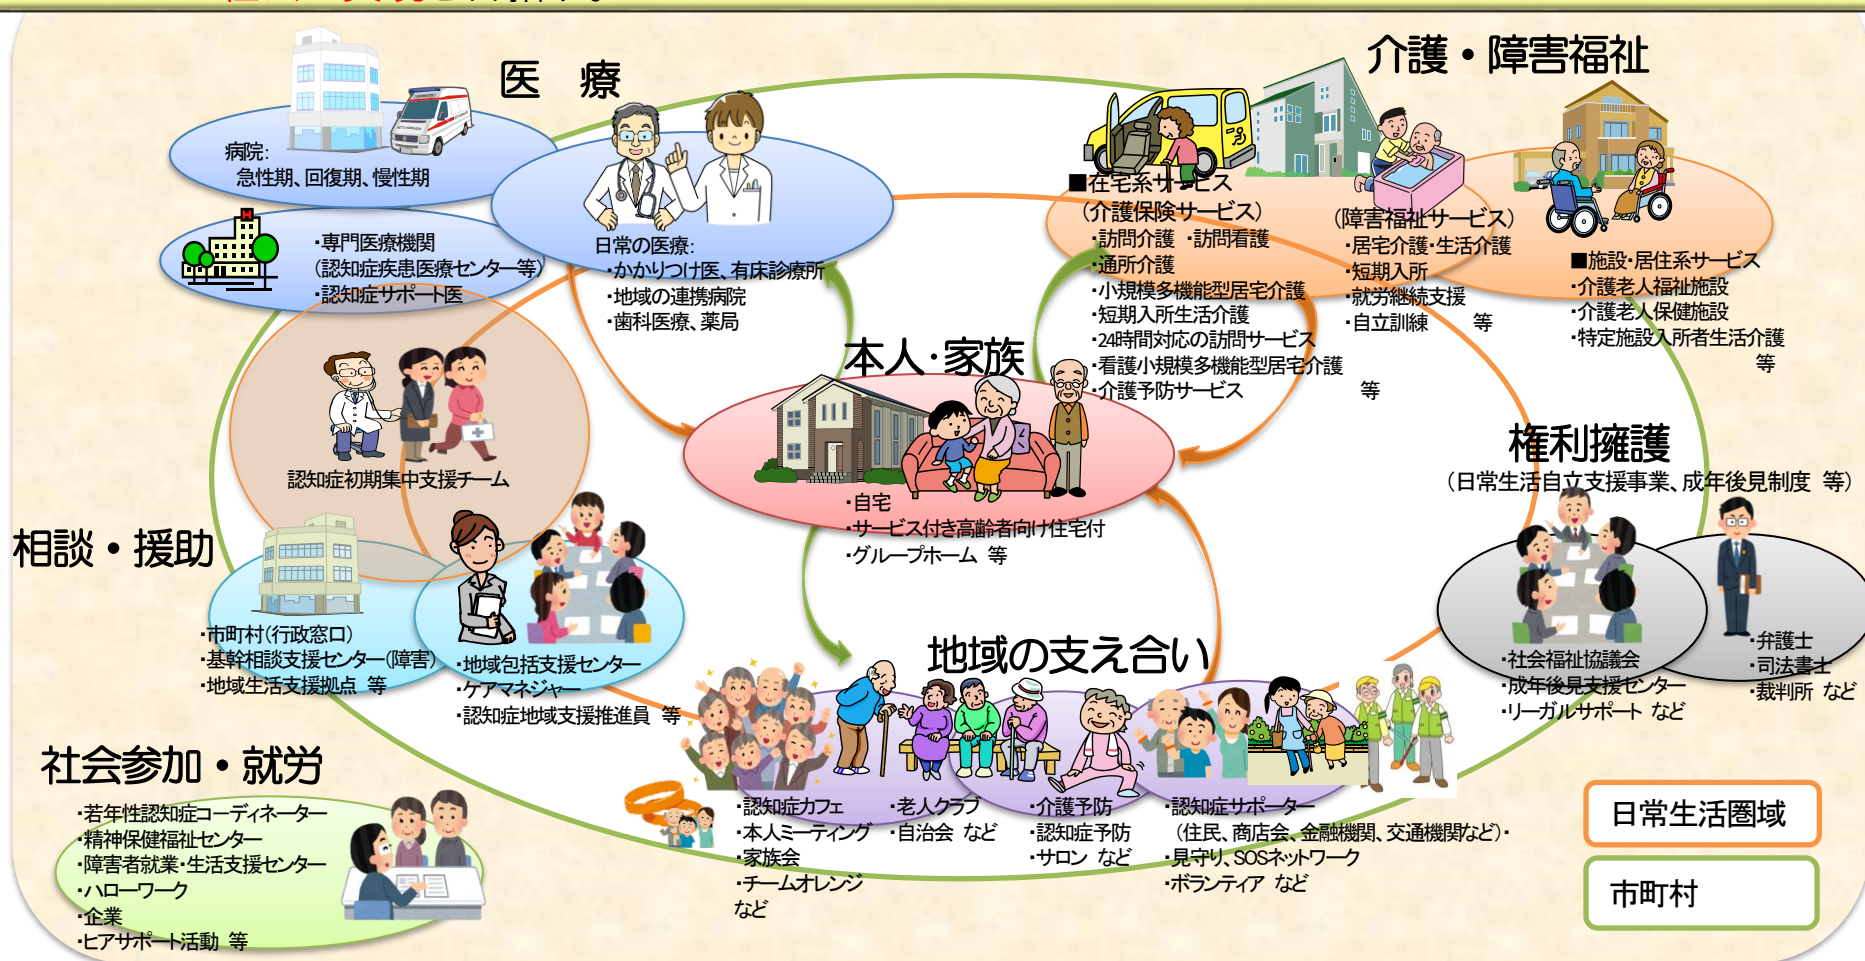 医　療
病院：
急性期、回復期、慢性期
・専門医療機関
（認知症疾患医療センター等）
・認知症サポート医
日常の医療：
・かかりつけ医、有床診療所
・地域の連携病院
・歯科医療、薬局
介護・障害福祉
■在宅系サービス
（介護保険サービス）
・訪問介護　・訪問看護
・通所介護
・小規模多機能型居宅介護
・短期入所生活介護
・24時間対応の訪問サービス
・看護小規模多機能型居宅介護
・介護予防サービス　等
（障害福祉サービス）
・居宅介護・生活介護
・短期入所
・就労継続支援
・自立訓練　等
■施設・居住系サービス
・介護老人福祉施設
・介護老人保健施設
・特定施設入所者生活介護
等
本人・家族
・自宅
・サービス付き高齢者向け住宅付
・グループホーム　等
認知症初期集中支援チーム
相談・援助
・市町村（行政窓口）
・基幹相談支援センター（障害）
・地域生活支援拠点　等
・地域包括支援センター
・ケアマネジャー
・認知症地域支援推進員　等
権利擁護
（日常生活自立支援事業、成年後見制度　等）
・社会福祉協議会
・成年後見支援センター
・リーガルサポート　など
・弁護士
・司法書士
・裁判所　など
地域の支え合い
・認知症カフェ
・本人ミーティング
・家族会
・チームオレンジ
など
・老人クラブ
・自治会　など
・介護予防
・認知症予防
・サロン　など
・認知症サポーター
（住民、商店会、金融機関、交通機関など）・
・見守り、SOSネットワーク
・ボランティア　など
社会参加・就労
・若年性認知症コーディネーター
・精神保健福祉センター
・障害者就業・生活支援センター
・ハローワーク
・企業
・ピアサポート活動　等
日常生活圏域
市町村